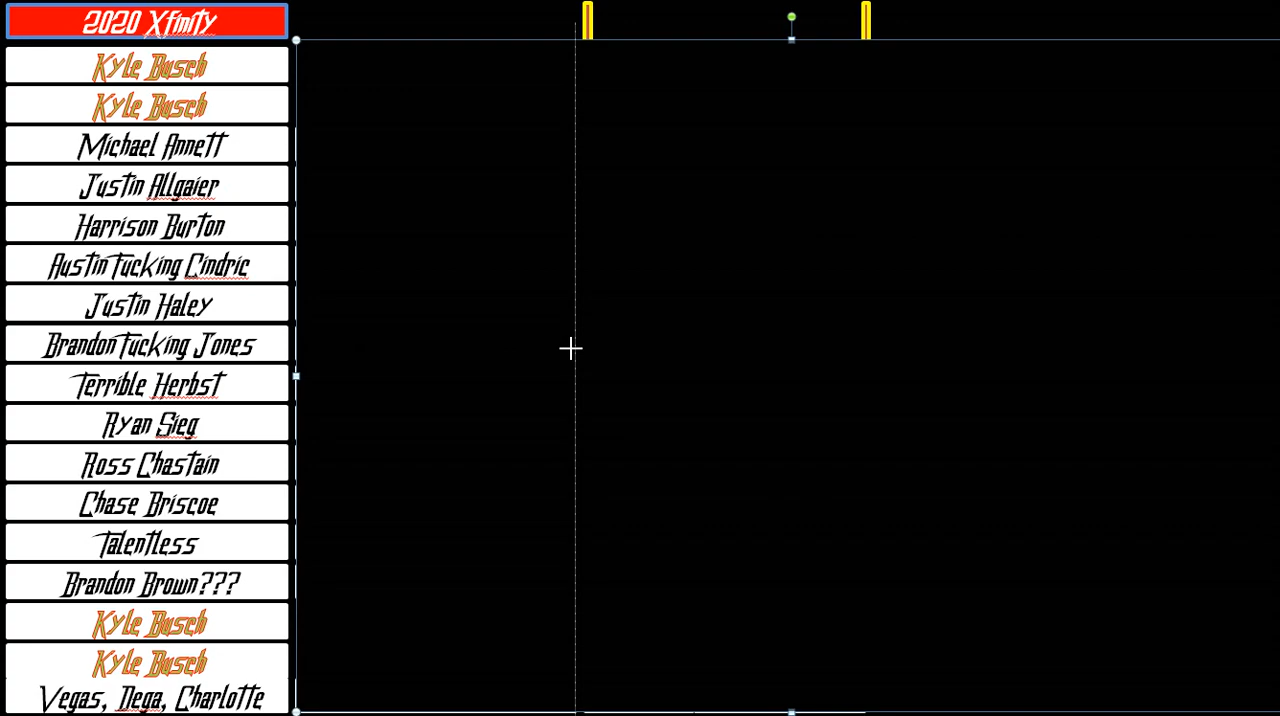 2020 Xfinity
Kyle Busch
Kyle Busch
Michael Annett
Justin Allgaier
Harrison Burton
Austin Fucking Cindric
Justin Haley
Brandon Fucking Jones
Terrible Herbst
Ryan Sieg
Ross Chastain
Chase Briscoe
Talentless
Brandon Brown???
Kyle Busch
Kyle Busch
Vegas, Dega, Charlotte